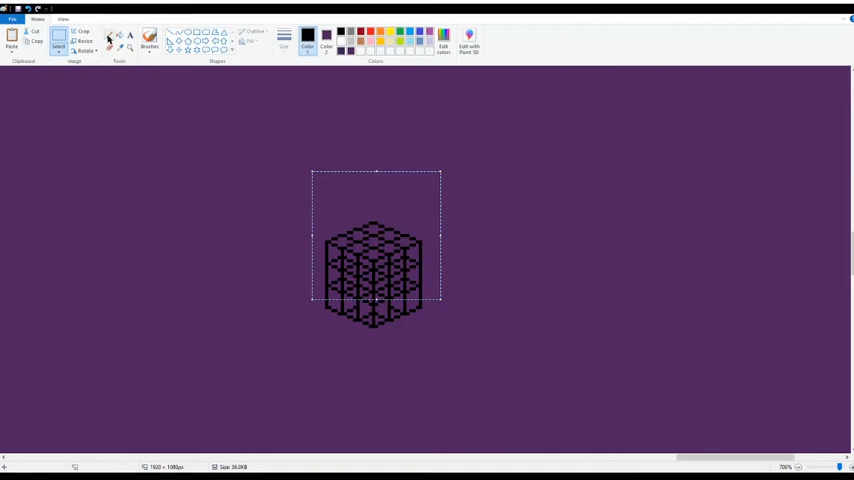 File Home View
Paste
Cut
Copy
Clipboard
Select
Crop
Resize
Rotate
Image
A
Tools
Brushes
Outline
Fill
Shapes
Size
Color 1
Color 2
Edit colors
Edit with Paint 3D
Colors
1920 × 1080px
Size: 36.0KB
700%